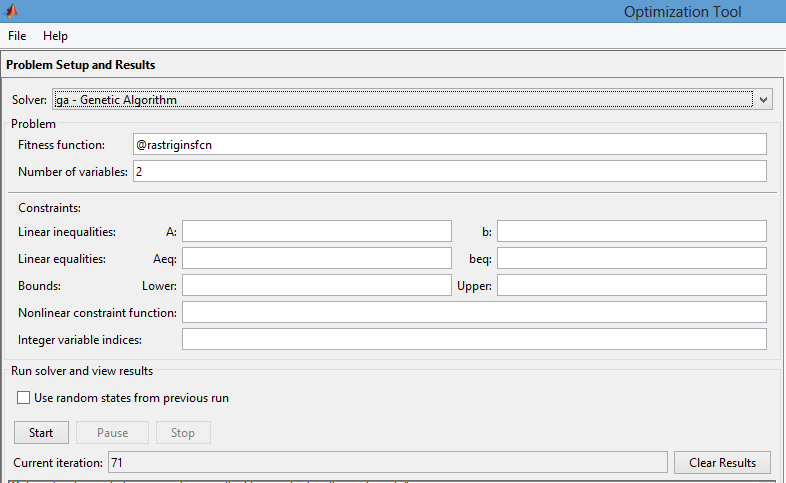 Optimization Tool
File Help
Problem Setup and Results
Solver: ga - Genetic Algorithm
Problem
Fitness function: @rastriginsfcn
Number of variables: 2
Constraints:
Linear inequalities: A: b:
Linear equalities: Aeq: beq:
Bounds: Lower: Upper:
Nonlinear constraint function:
Integer variable indices:
Run solver and view results
Use random states from previous run
Start Pause Stop
Current iteration: 71 Clear Results